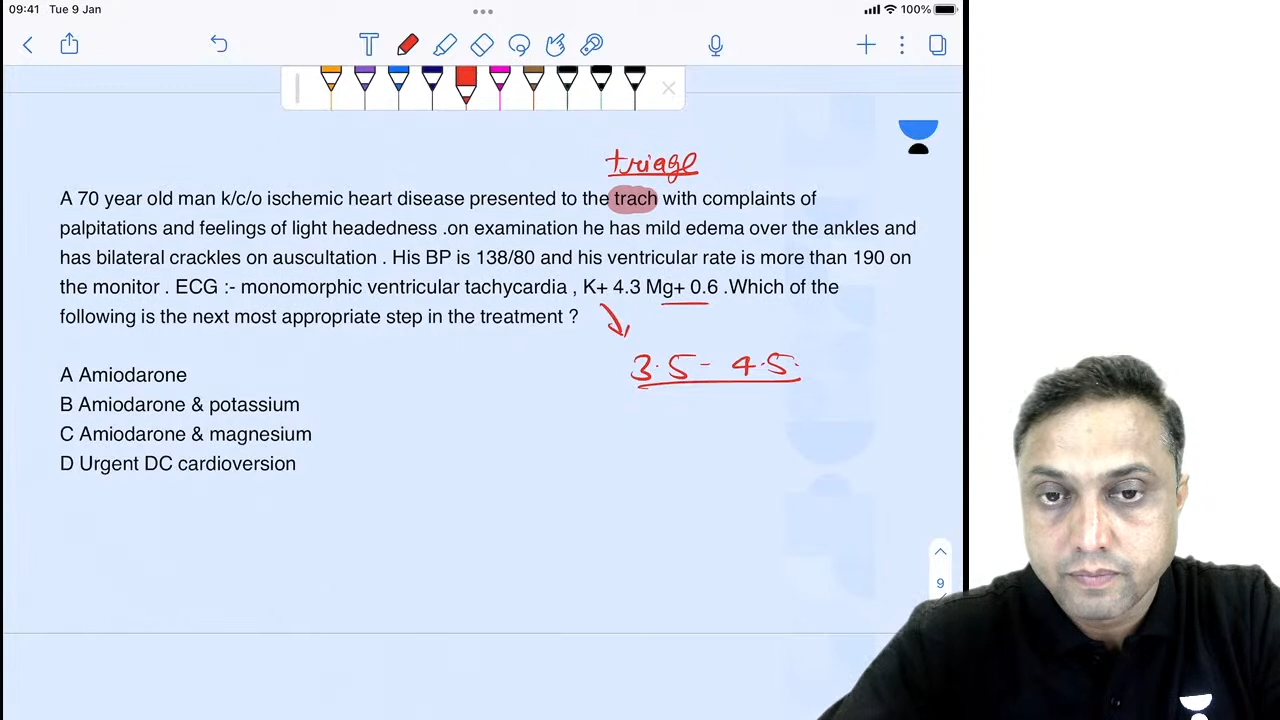 09:41 Tue 9 Jan
100%
T
triage
A 70 year old man k/c/o ischemic heart disease presented to the trach with complaints of
palpitations and feelings of light headedness .on examination he has mild edema over the ankles and
has bilateral crackles on auscultation . His BP is 138/80 and his ventricular rate is more than 190 on
the monitor . ECG :- monomorphic ventricular tachycardia , K+ 4.3 Mg+ 0.6 .Which of the
following is the next most appropriate step in the treatment ?
3.5 - 4.5.
A Amiodarone
B Amiodarone & potassium
C Amiodarone & magnesium
D Urgent DC cardioversion
9